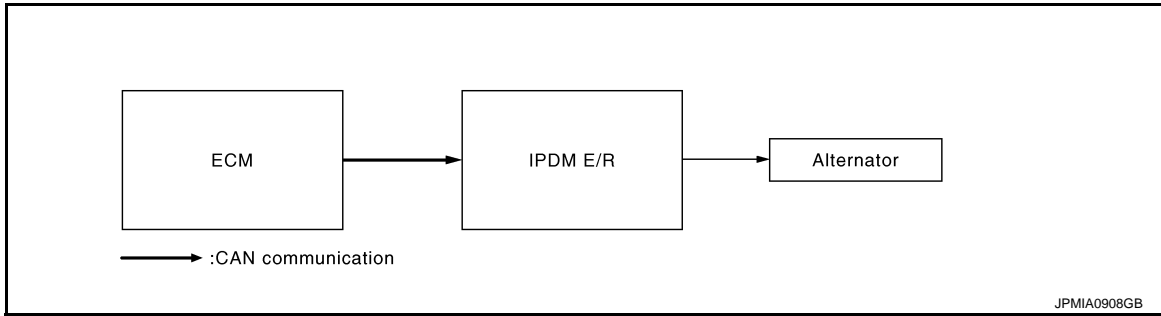 ECM
IPDM E/R
Alternator
:CAN communication
JPMIA0908GB